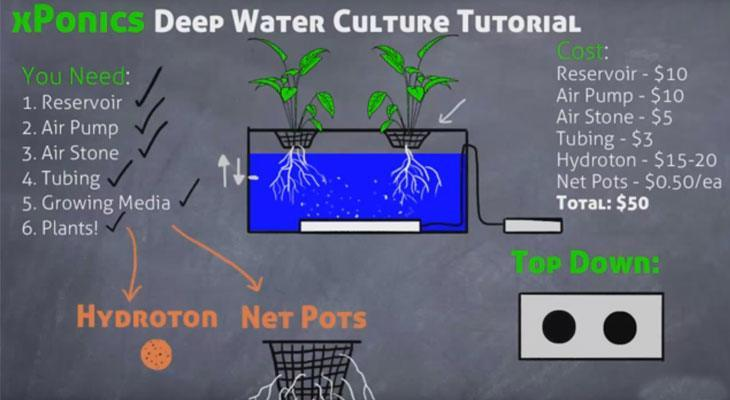 xPonics Deep Water Culture Tutorial
You Need:
1. Reservoir
2. Air Pump
3. Air Stone
4. Tubing
5. Growing Media
6. Plants!
Cost:
Reservoir - $10
Air Pump - $10
Air Stone - $5
Tubing - $3
Hydroton - $15-20
Net Pots - $0.50/ea
Total: $50
Top Down:
Hydroton
Net Pots